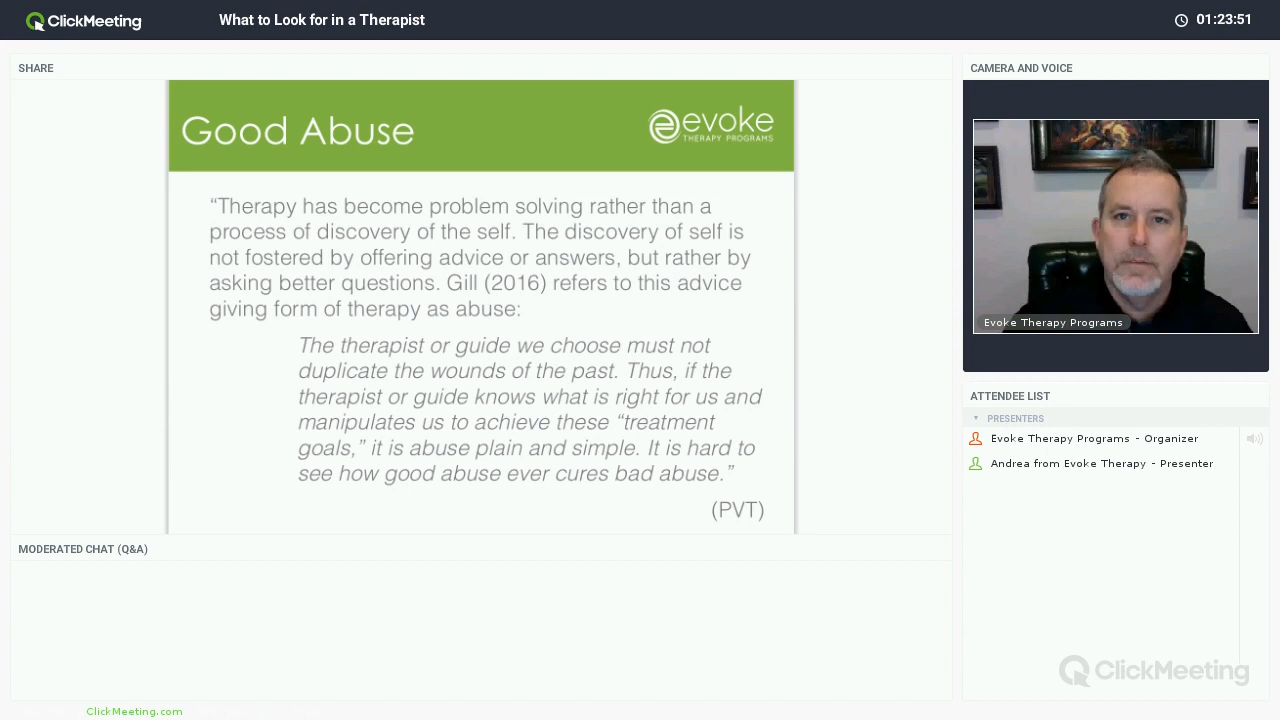 ClickMeeting
What to Look for in a Therapist
01:23:51
SHARE
Good Abuse
evoke
THERAPY PROGRAMS
“Therapy has become problem solving rather than a
process of discovery of the self. The discovery of self is
not fostered by offering advice or answers, but rather by
asking better questions. Gill (2016) refers to this advice
giving form of therapy as abuse:
The therapist or guide we choose must not
duplicate the wounds of the past. Thus, if the
therapist or guide knows what is right for us and
manipulates us to achieve these “treatment
goals,” it is abuse plain and simple. It is hard to
see how good abuse ever cures bad abuse.”
(PVT)
MODERATED CHAT (Q&A)
ClickMeeting.com
CAMERA AND VOICE
Evoke Therapy Programs
ATTENDEE LIST
PRESENTERS
Evoke Therapy Programs - Organizer
Andrea from Evoke Therapy - Presenter
ClickMeeting